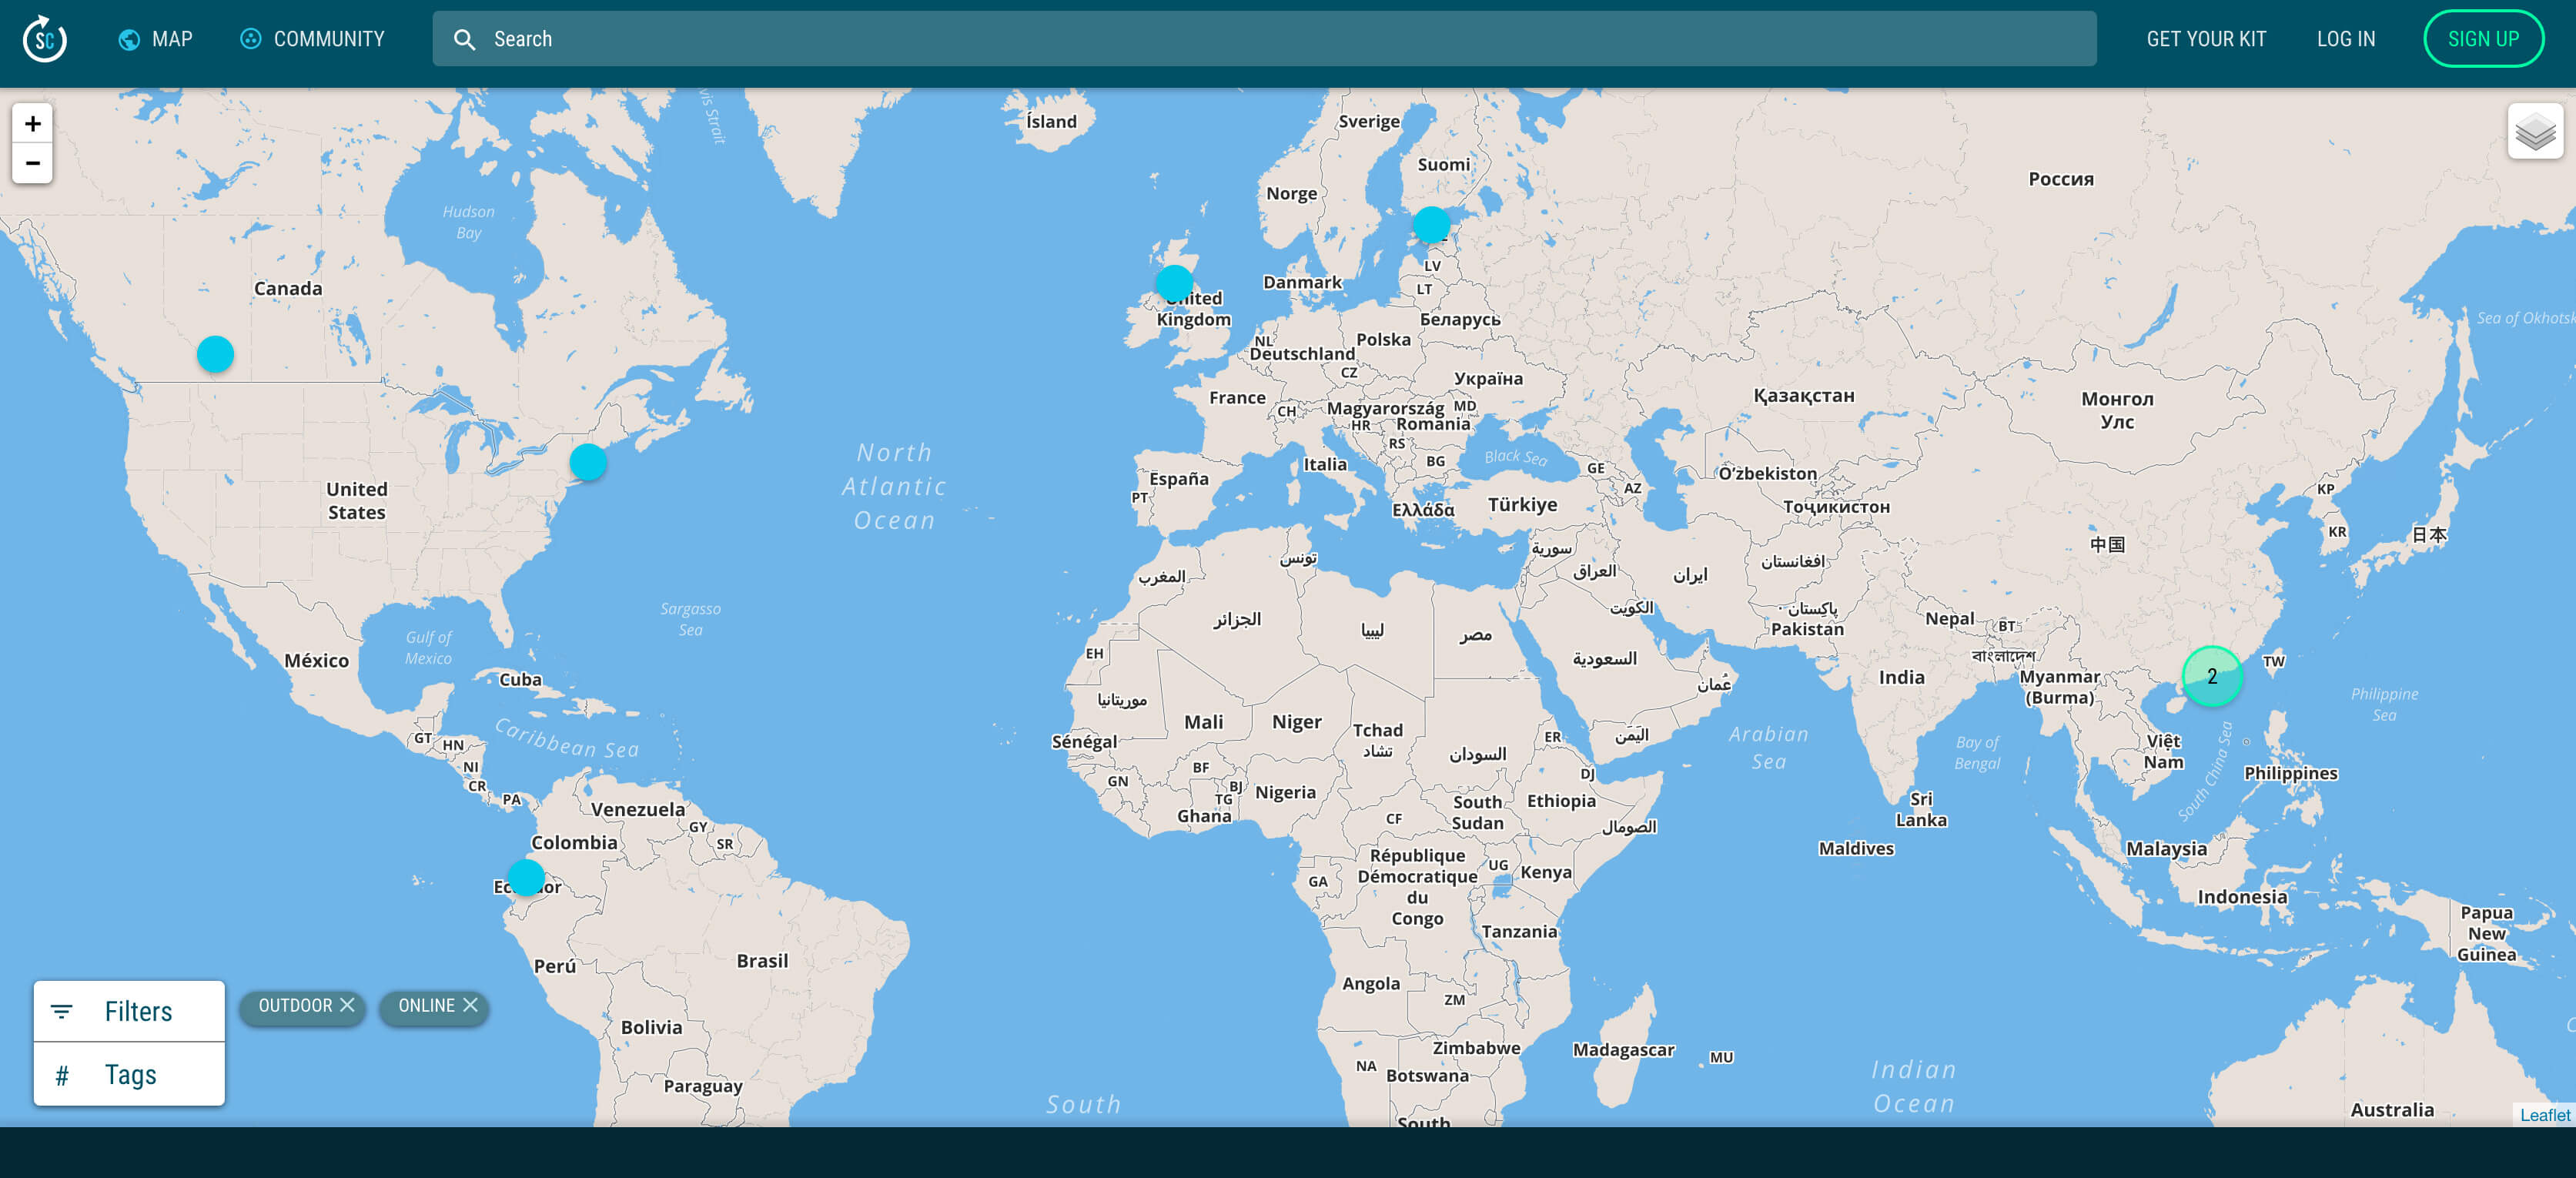 SC
MAP
COMMUNITY
Search
GET YOUR KIT
LOG IN
SIGN UP
+
−
Ísland
Sverige
Suomi
Россия
Norge
Hudson
Bay
Canada
LV
Danmark
LT
Kingdom
Беларусь
NL
Polska
Deutschland
CZ
Україна
France
CH
Magyarország
MD
HR
Romania
RS
Қазақстан
Монгол
Улс
North
Atlantic
Ocean
Italia
BG
Black Sea
GE
AZ
España
PT
Ελλάδα
Türkiye
O'zbekiston
Тоҷикистон
KP
KR
日本
中国
United
States
تونس
سورية
المغرب
العراق
ایران
افغانستان
الجزائر
ليبيا
مصر
الكويت
پاکستان
Pakistan
Nepal
BT
বাংলাদেশ
Sargasso
Sea
Gulf of
Mexico
México
Cuba
EH
السعودية
عُمان
India
Myanmar
(Burma)
2
TW
Philippine
Sea
موريتانيا
Mali
Niger
Tchad
تشاد
السودان
ER
اليَمَن
Arabian
Sea
Bay of
Bengal
Việt
Nam
South China Sea
Philippines
Caribbean Sea
GT
HN
NI
CR
PA
Sénégal
GN
BF
BJ
TG
Ghana
Nigeria
CF
South
Sudan
DJ
Ethiopia
الصومال
Sri
Lanka
Maldives
Malaysia
Indonesia
Venezuela
Colombia
GY
SR
République
Démocratique
du
Congo
GA
UG
Kenya
Tanzania
Papua
New
Guinea
Perú
Brasil
Bolivia
Paraguay
Angola
ZM
Zimbabwe
Madagascar
MU
NA
Botswana
South
South
Indian
Ocean
Australia
Filters
OUTDOOR
ONLINE
# Tags
Leaflet